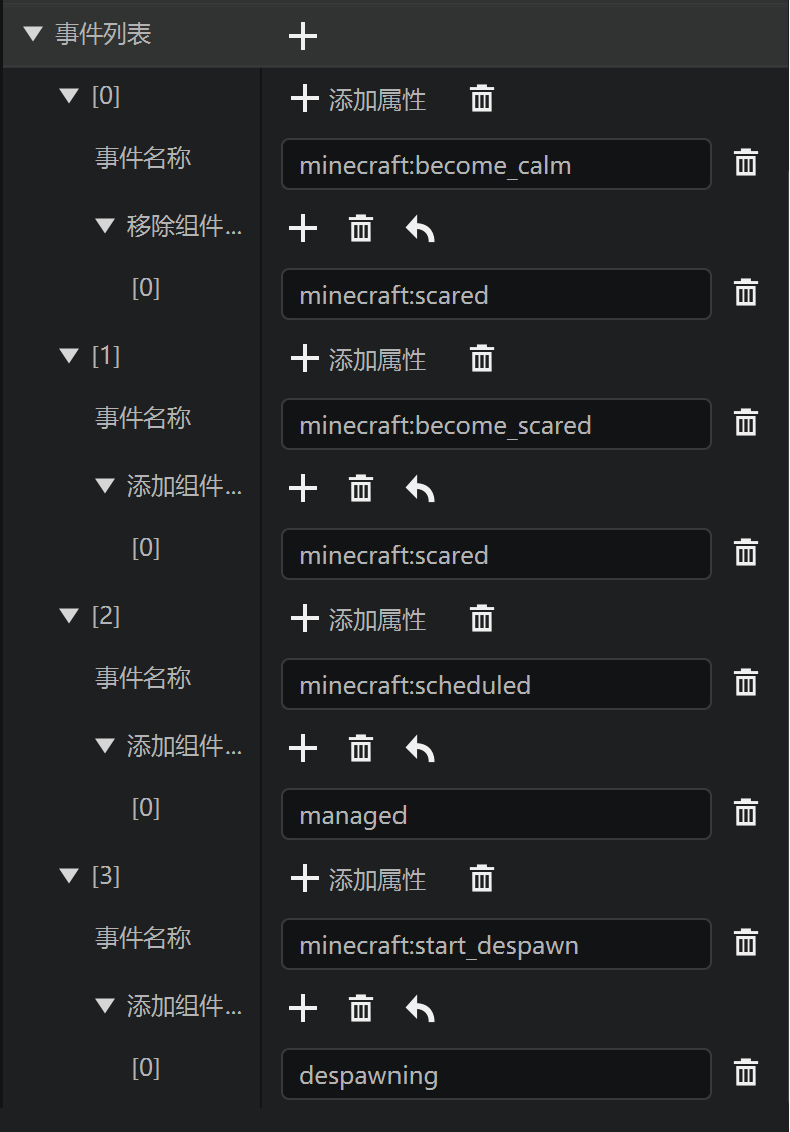 事件列表
[0] 添加属性
事件名称 minecraft:become_calm
移除组件...
[0] minecraft:scared
[1] 添加属性
事件名称 minecraft:become_scared
添加组件...
[0] minecraft:scared
[2] 添加属性
事件名称 minecraft:scheduled
添加组件...
[0] managed
[3] 添加属性
事件名称 minecraft:start_despawn
添加组件...
[0] despawning